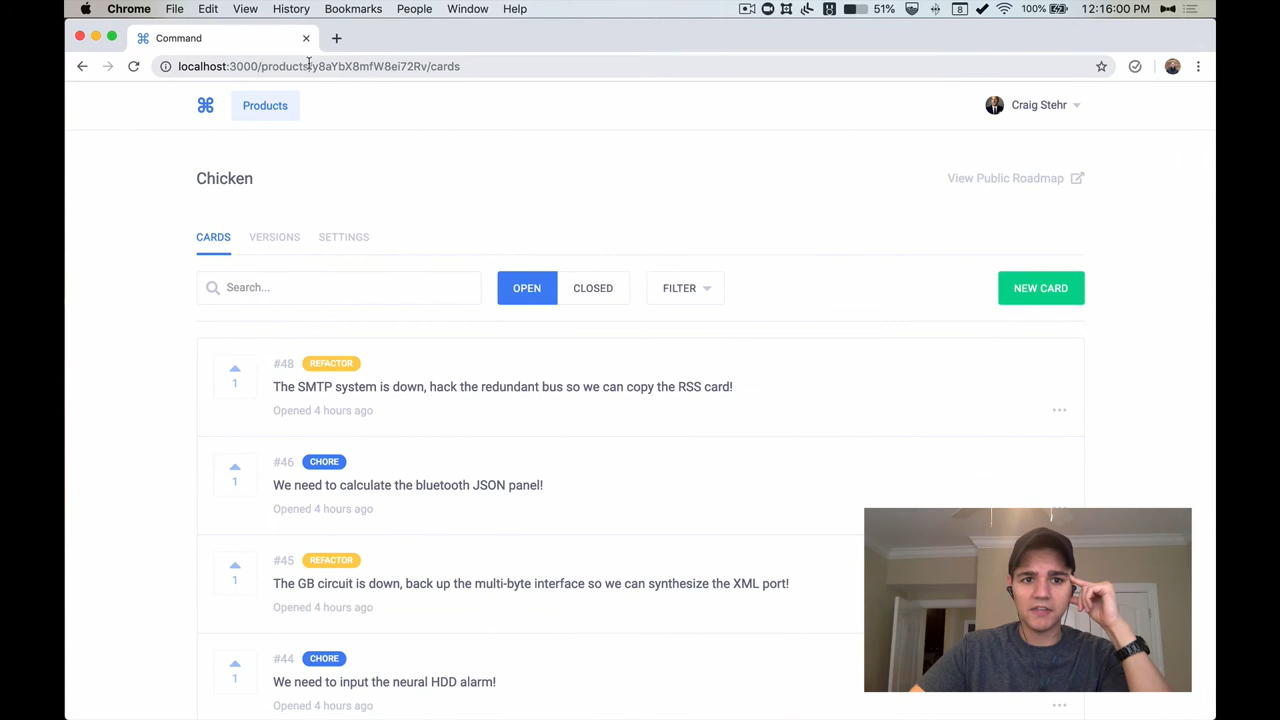 Chrome File Edit View History Bookmarks People Window Help 8 51% 100% 12:16:00 PM
Command
localhost:3000/products/y8aYbX8mfW8ei72Rv/cards
Products
Craig Stehr
Chicken
View Public Roadmap
CARDS VERSIONS SETTINGS
Search... OPEN CLOSED FILTER NEW CARD
#48 REFACTOR
1
The SMTP system is down, hack the redundant bus so we can copy the RSS card!
Opened 4 hours ago
#46 CHORE
1
We need to calculate the bluetooth JSON panel!
Opened 4 hours ago
#45 REFACTOR
1
The GB circuit is down, back up the multi-byte interface so we can synthesize the XML port!
Opened 4 hours ago
#44 CHORE
1
We need to input the neural HDD alarm!
Opened 4 hours ago